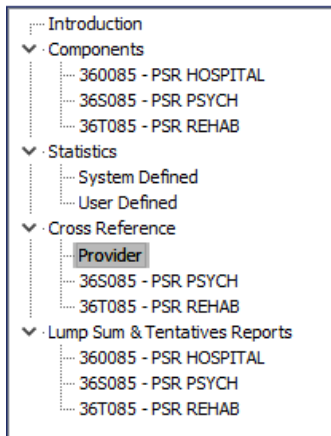 Introduction
Components
360085 - PSR HOSPITAL
36S085 - PSR PSYCH
36T085 - PSR REHAB
Statistics
System Defined
User Defined
Cross Reference
Provider
36S085 - PSR PSYCH
36T085 - PSR REHAB
Lump Sum & Tentatives Reports
360085 - PSR HOSPITAL
36S085 - PSR PSYCH
36T085 - PSR REHAB